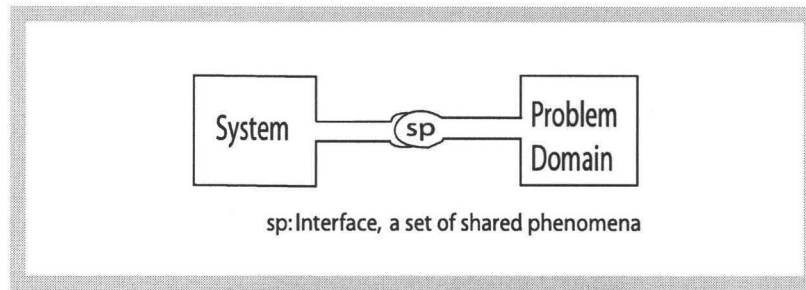 System
sp
Problem
Domain
sp: Interface, a set of shared phenomena